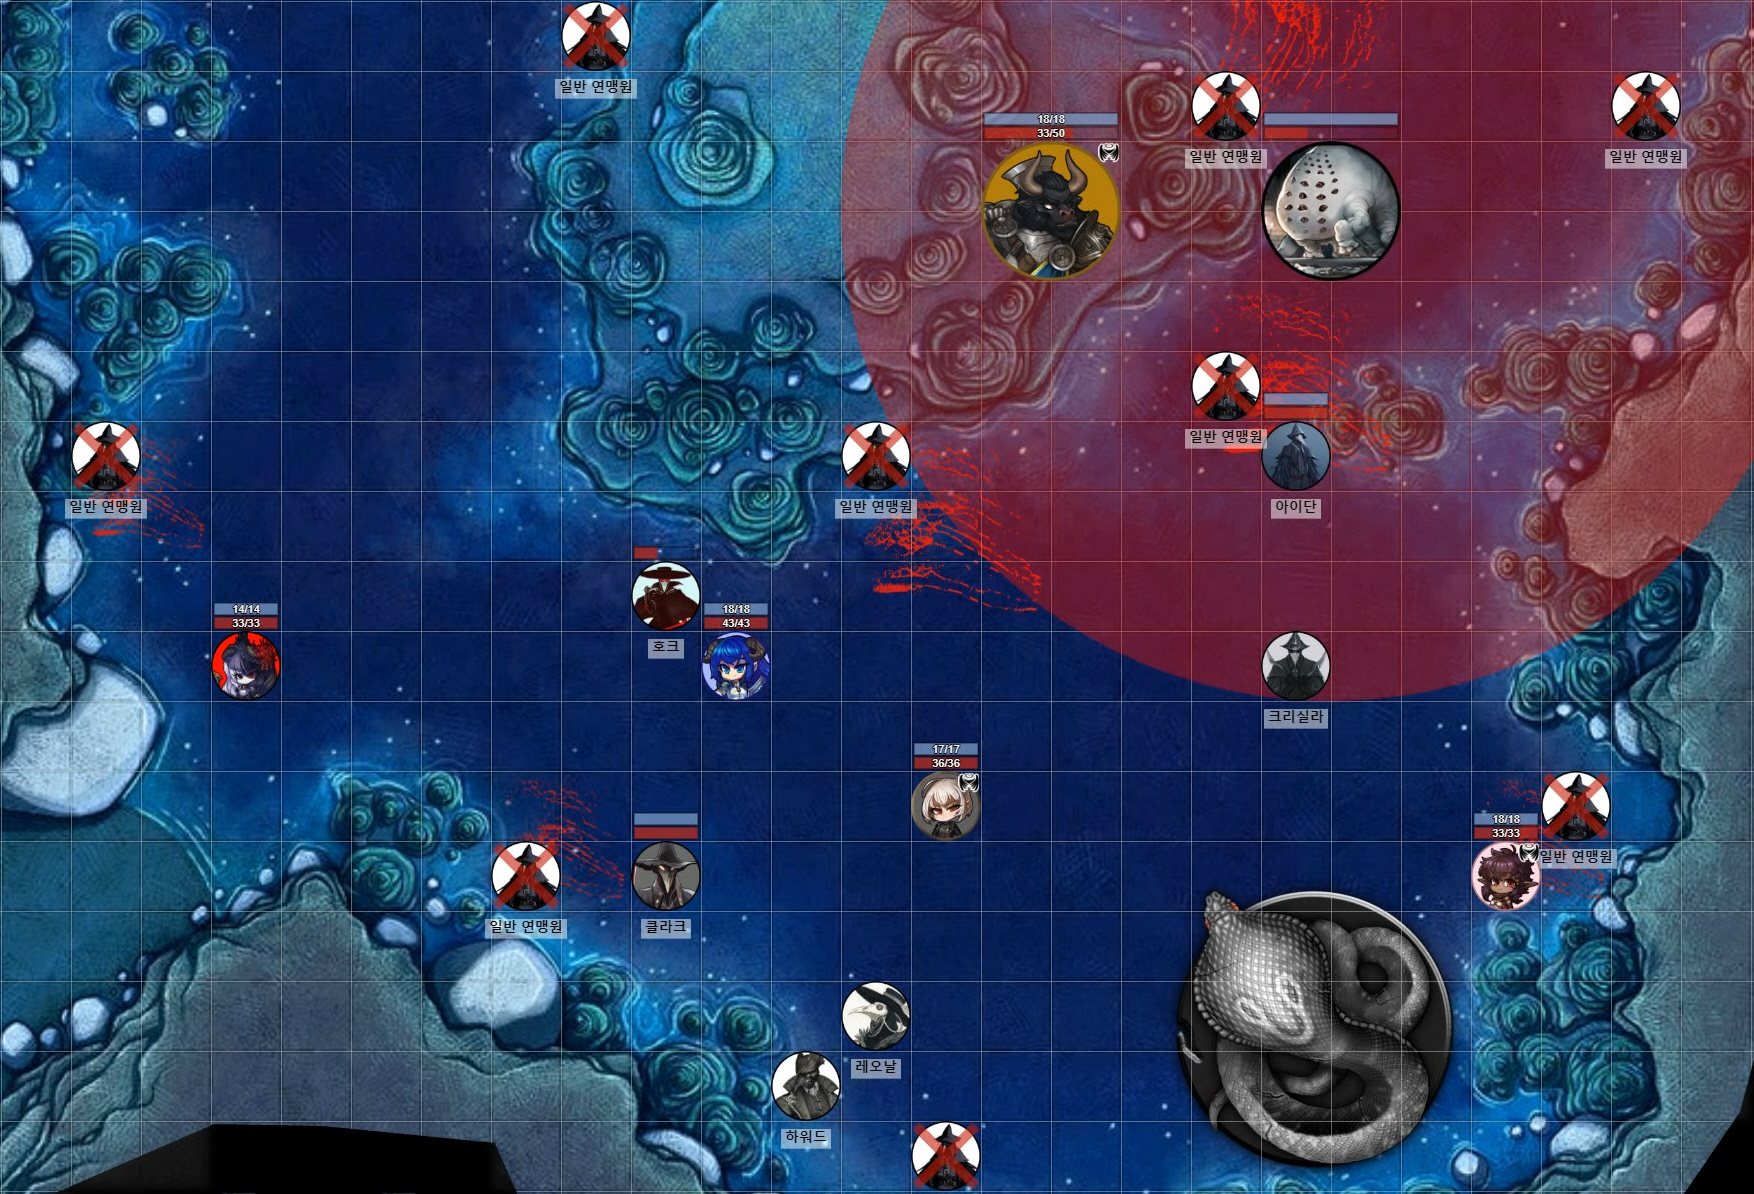 일반 연맹원
18/18
33/50
일반 연맹원
일반 연맹원
일반 연맹원
아이단
일반 연맹원
일반 연맹원
14/14
33/33
호크
18/18
43/43
크리실라
17/17
36/36
18/18
33/33
일반 연맹원
일반 연맹원
클라크
레오날
하워드